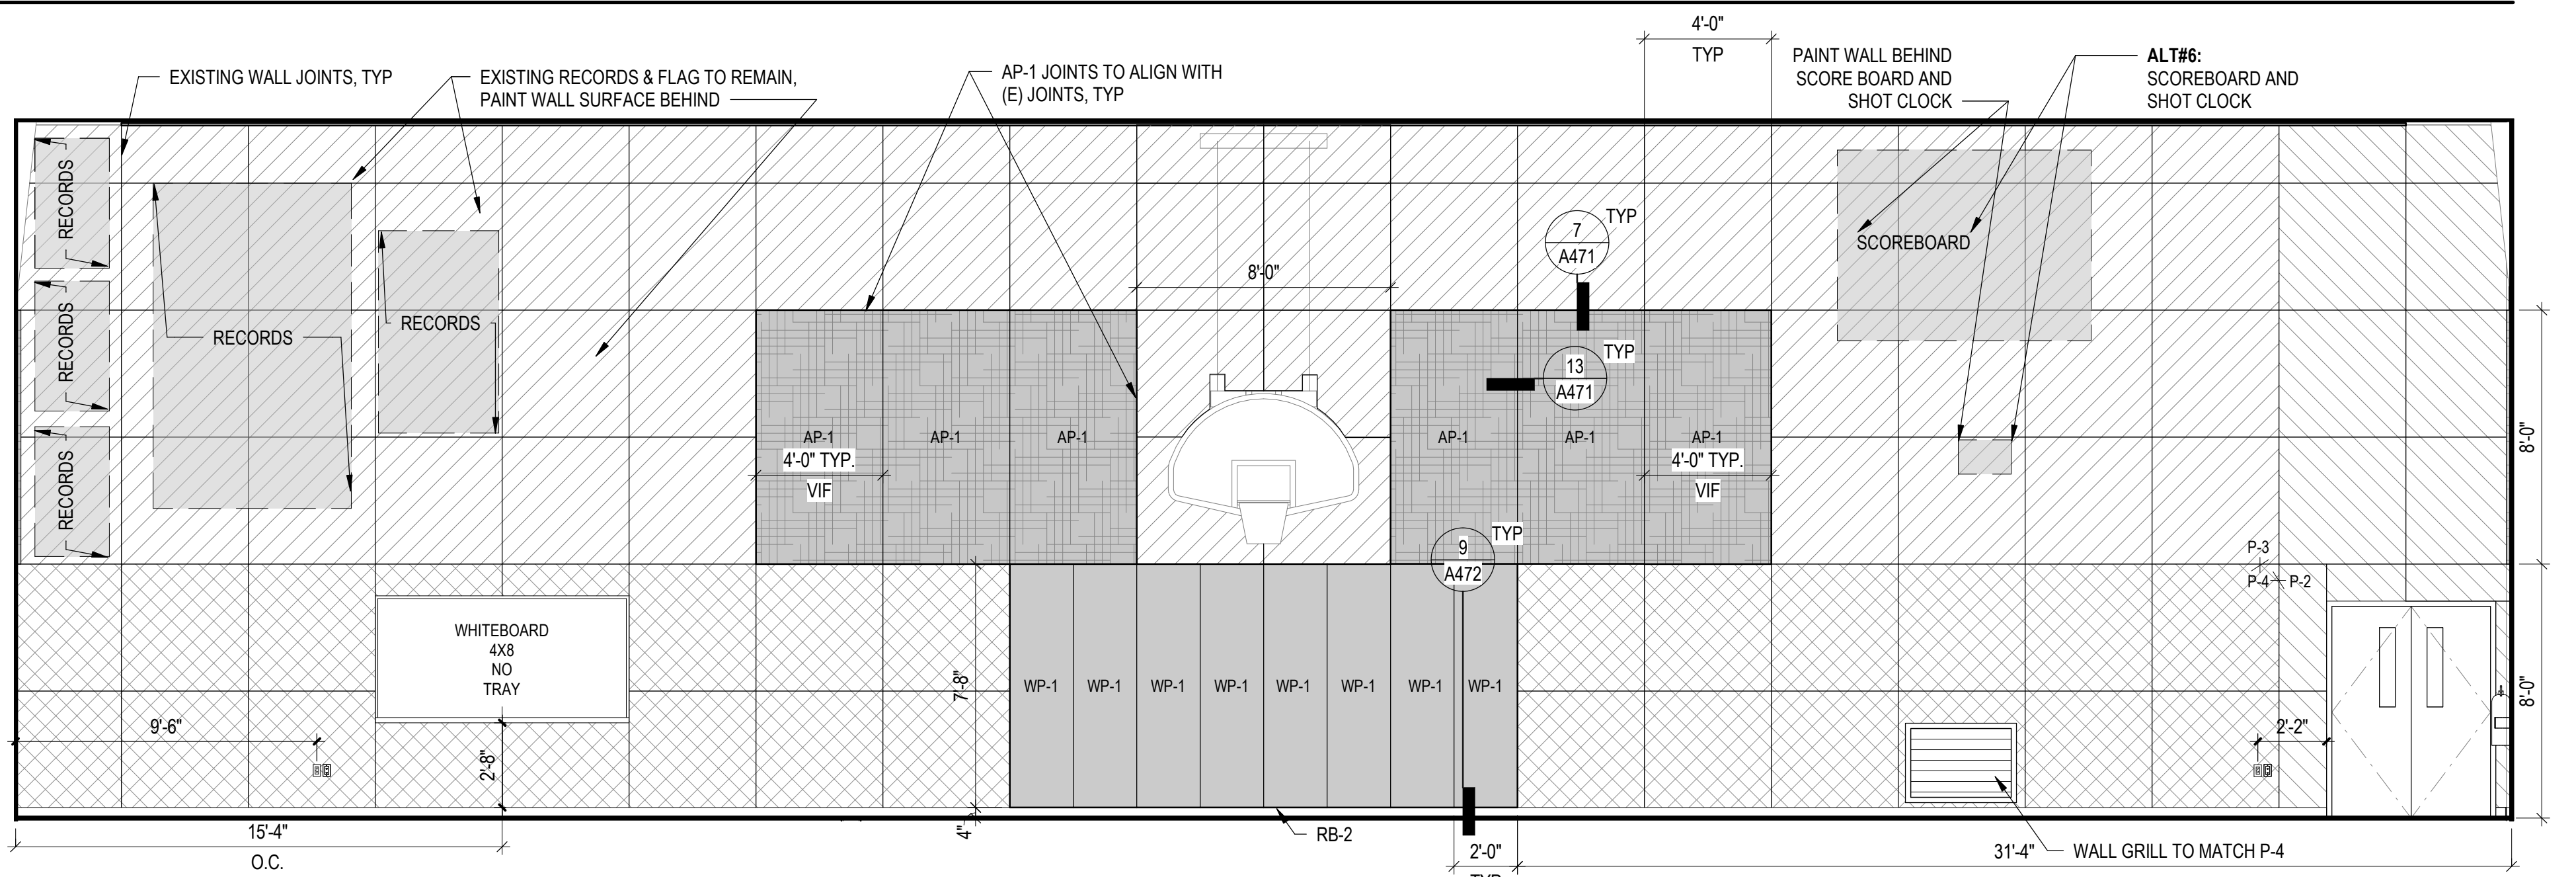 4'-0"
TYP
EXISTING WALL JOINTS, TYP
EXISTING RECORDS & FLAG TO REMAIN,
PAINT WALL SURFACE BEHIND
AP-1 JOINTS TO ALIGN WITH
(E) JOINTS, TYP
PAINT WALL BEHIND
SCORE BOARD AND
SHOT CLOCK
ALT#6:
SCOREBOARD AND
SHOT CLOCK
RECORDS
RECORDS
RECORDS
RECORDS
RECORDS
8'-0"
7
A471
TYP
13
A471
TYP
SCOREBOARD
AP-1
4'-0" TYP.
VIF
AP-1
AP-1
AP-1
AP-1
AP-1
4'-0" TYP.
VIF
8'-0"
9
A472
TYP
P-3
P-4
P-2
WHITEBOARD
4X8
NO
TRAY
9'-6"
2'-8"
7'-8"
WP-1
WP-1
WP-1
WP-1
WP-1
WP-1
WP-1
WP-1
2'-2"
8'-0"
15'-4"
O.C.
4"
RB-2
2'-0"
TYP
31'-4"
WALL GRILL TO MATCH P-4